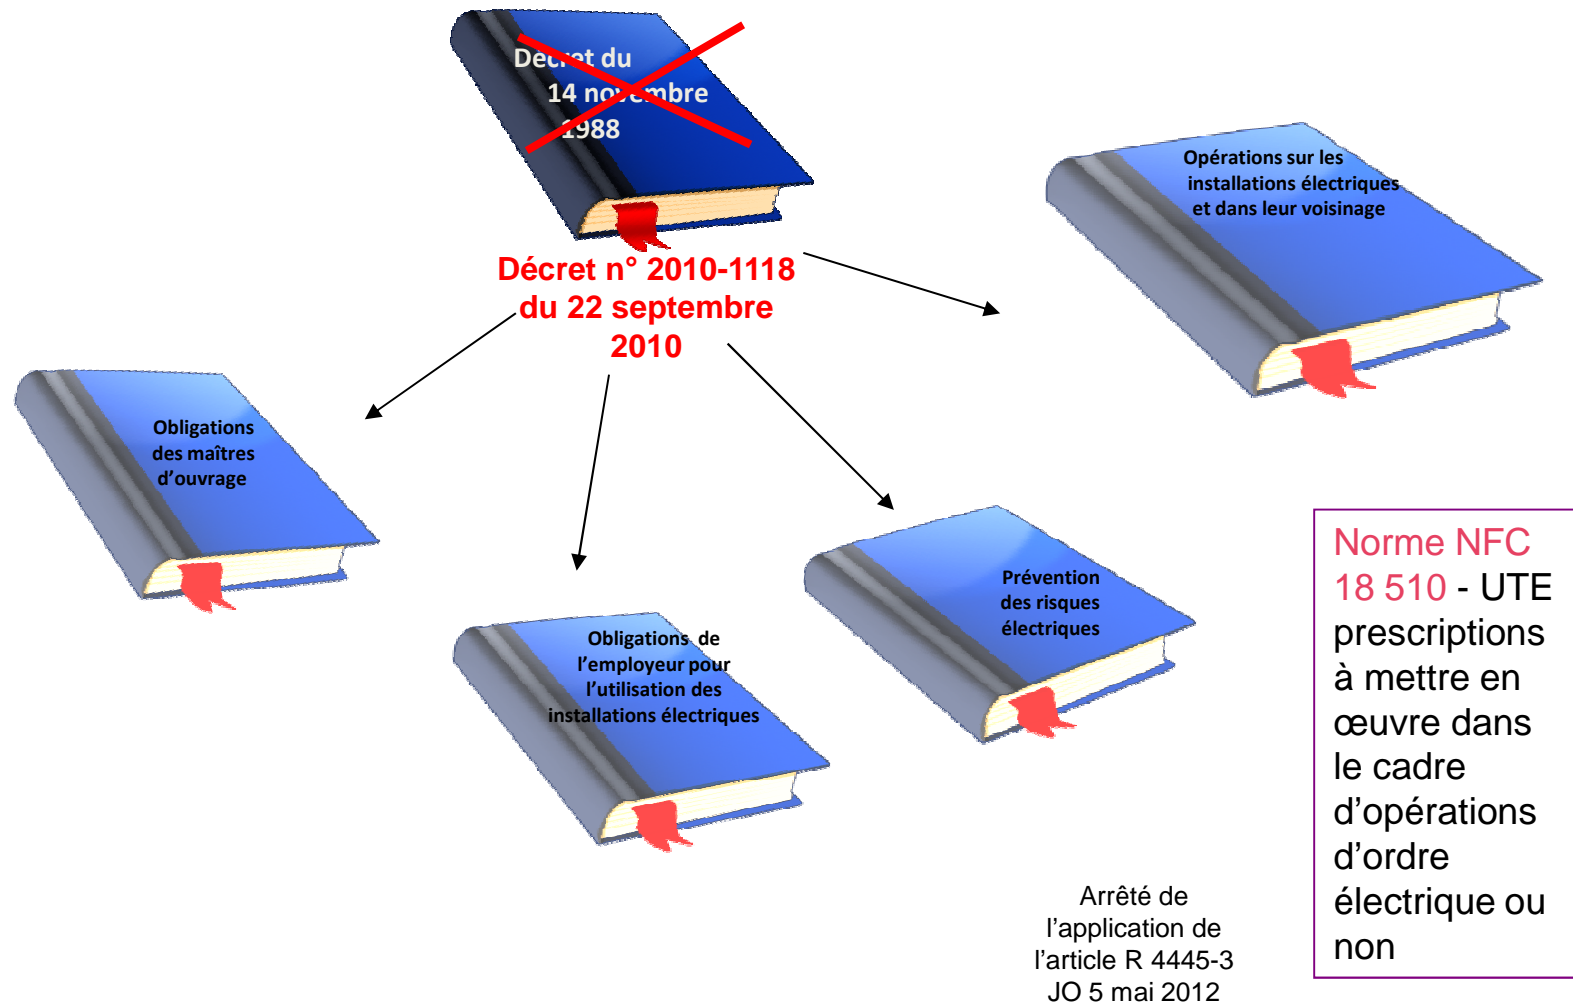 Décret du
14 novembre
1988
Opérations sur les
installations électriques
et dans leur voisinage
Décret n° 2010-1118
du 22 septembre
2010
Obligations
des maîtres
d’ouvrage
Obligations de
l’employeur pour
l’utilisation des
installations électriques
Prévention
des risques
électriques
Norme NFC
18 510 - UTE
prescriptions
à mettre en
œuvre dans
le cadre
d’opérations
d’ordre
électrique ou
non
Arrêté de
l’application de
l’article R 4445-3
JO 5 mai 2012